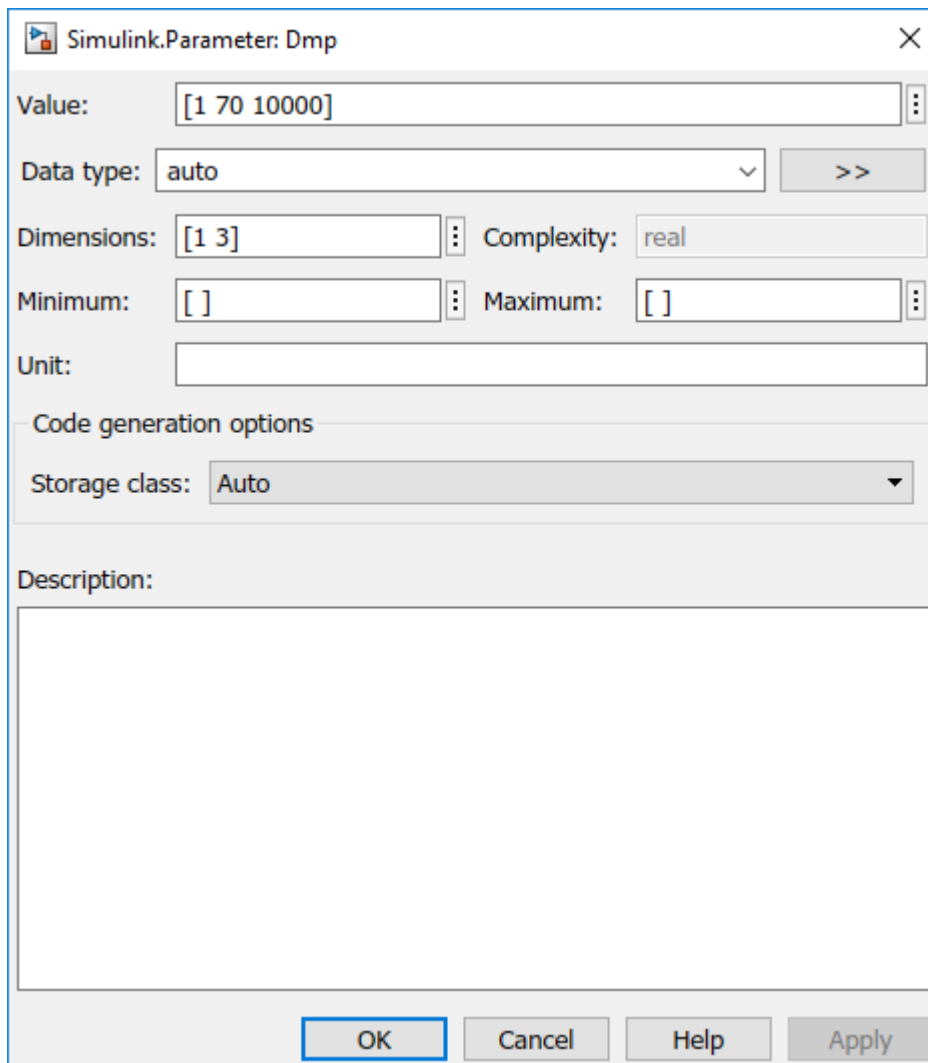 Simulink.Parameter: Dmp
Value: [1 70 10000]
Data type: auto >>
Dimensions: [1 3] Complexity: real
Minimum: [ ] Maximum: [ ]
Unit:
Code generation options
Storage class: Auto
Description:
OK Cancel Help Apply